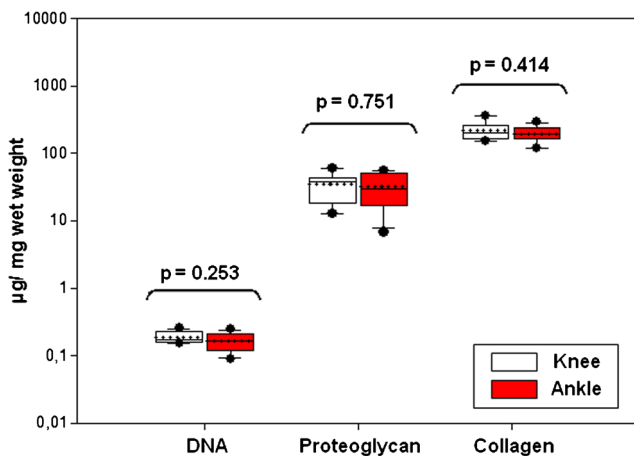 10000
1000
100
10
1
0,1
0,01
µg/ mg wet weight
p = 0.253
p = 0.751
p = 0.414
Knee
Ankle
DNA
Proteoglycan
Collagen